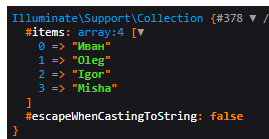 Illuminate\Support\Collection {#378 ▼ /
#items: array:4 [▼
0 => "Иван"
1 => "Oleg"
2 => "Igor"
3 => "Misha"
]
#escapeWhenCastingToString: false
}